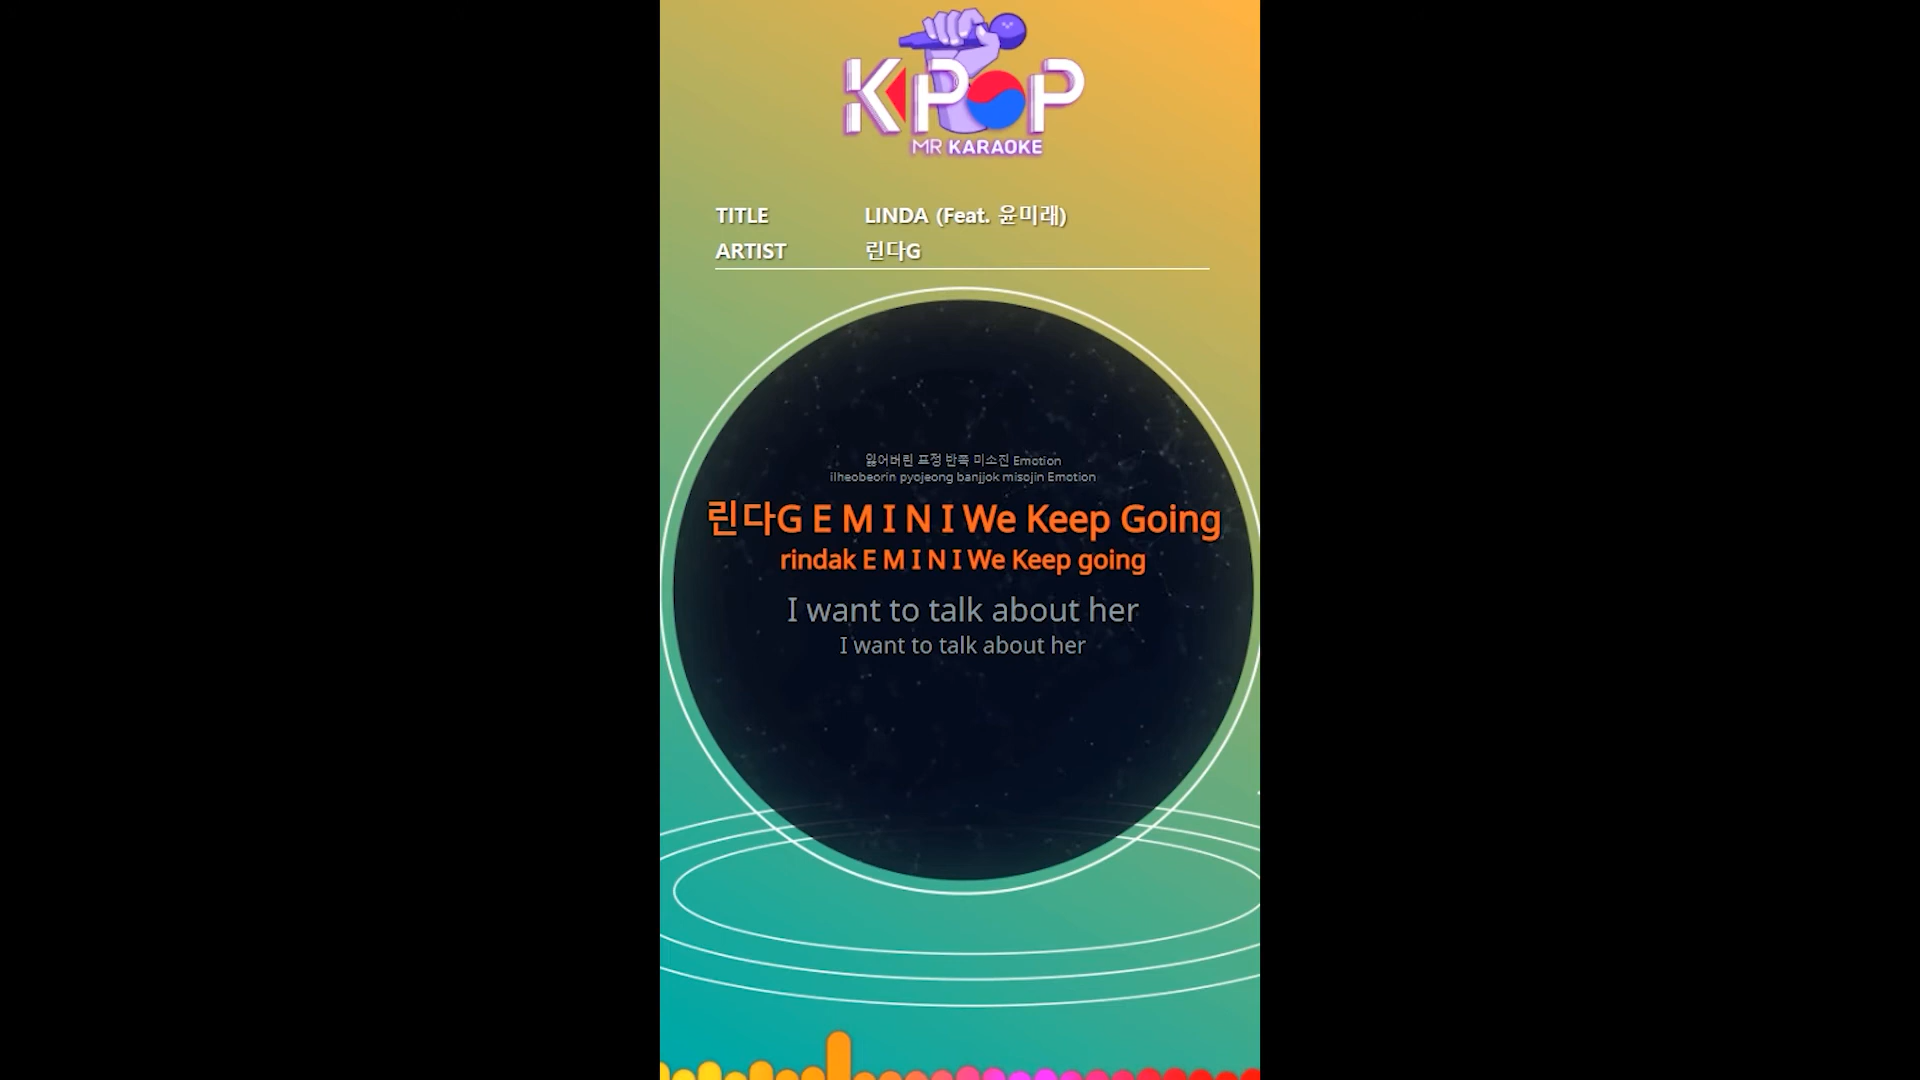 KPOP
MR KARAOKE
TITLE LINDA (Feat. 윤미래)
ARTIST 린다G
잃어버린 표정 반쪽 미소진 Emotion
ilheobeorin pyojeong banjjok misojin Emotion
린다G E M I N I We Keep Going
rindak E M I N I We Keep going
I want to talk about her
I want to talk about her